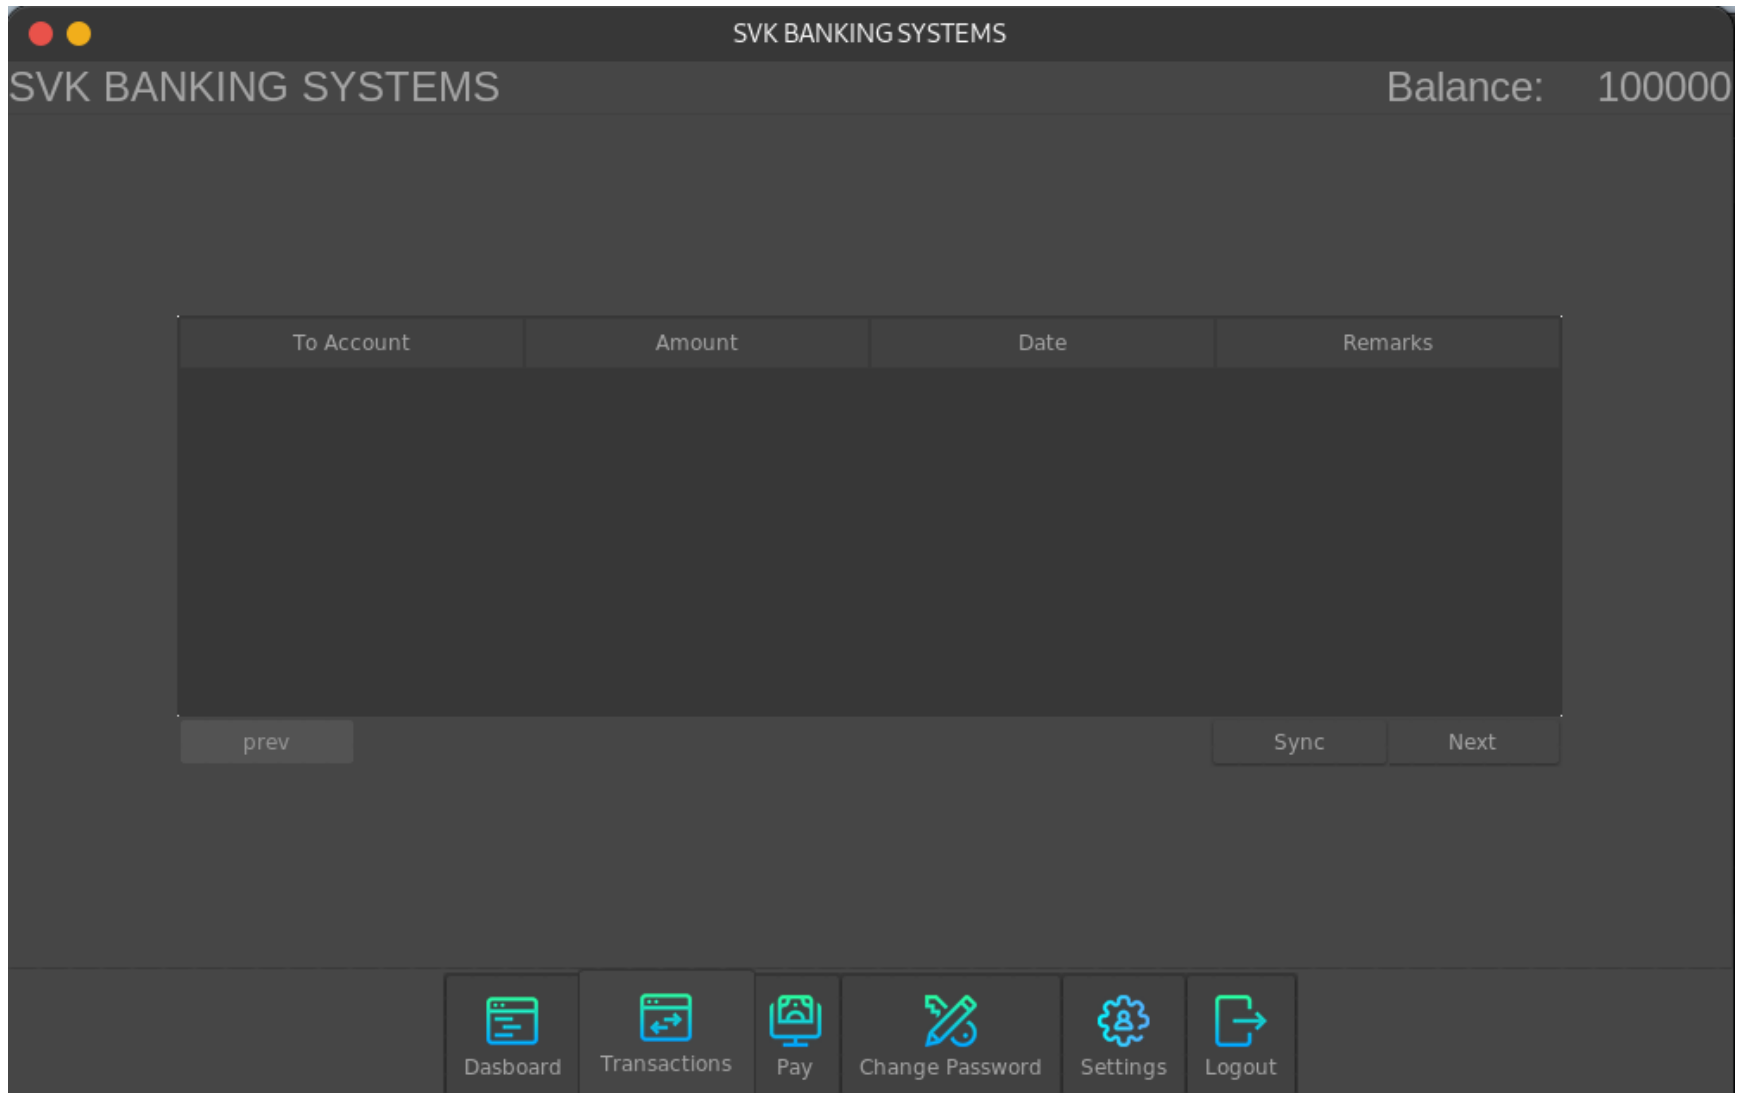 SVK BANKING SYSTEMS
SVK BANKING SYSTEMS Balance: 100000
To Account Amount Date Remarks
prev Sync Next
Dasboard Transactions Pay Change Password Settings Logout